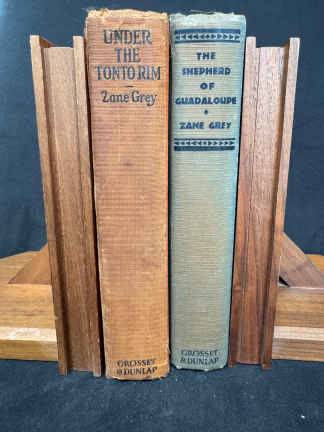 UNDER
THE
TONTO RIM
Zane Grey
GROSSET
& DUNLAP
THE
SHEPHERD
OF
GUADALOUPE
ZANE GREY
GROSSET
& DUNLAP